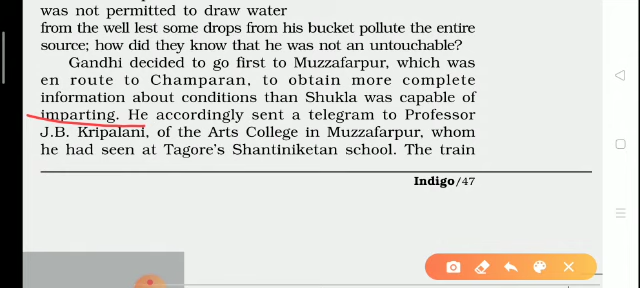 was not permitted to draw water
from the well lest some drops from his bucket pollute the entire
source; how did they know that he was not an untouchable?
Gandhi decided to go first to Muzzafarpur, which was
en route to Champaran, to obtain more complete
information about conditions than Shukla was capable of
imparting. He accordingly sent a telegram to Professor
J.B. Kripalani, of the Arts College in Muzzafarpur, whom
he had seen at Tagore's Shantiniketan school. The train
Indigo/47